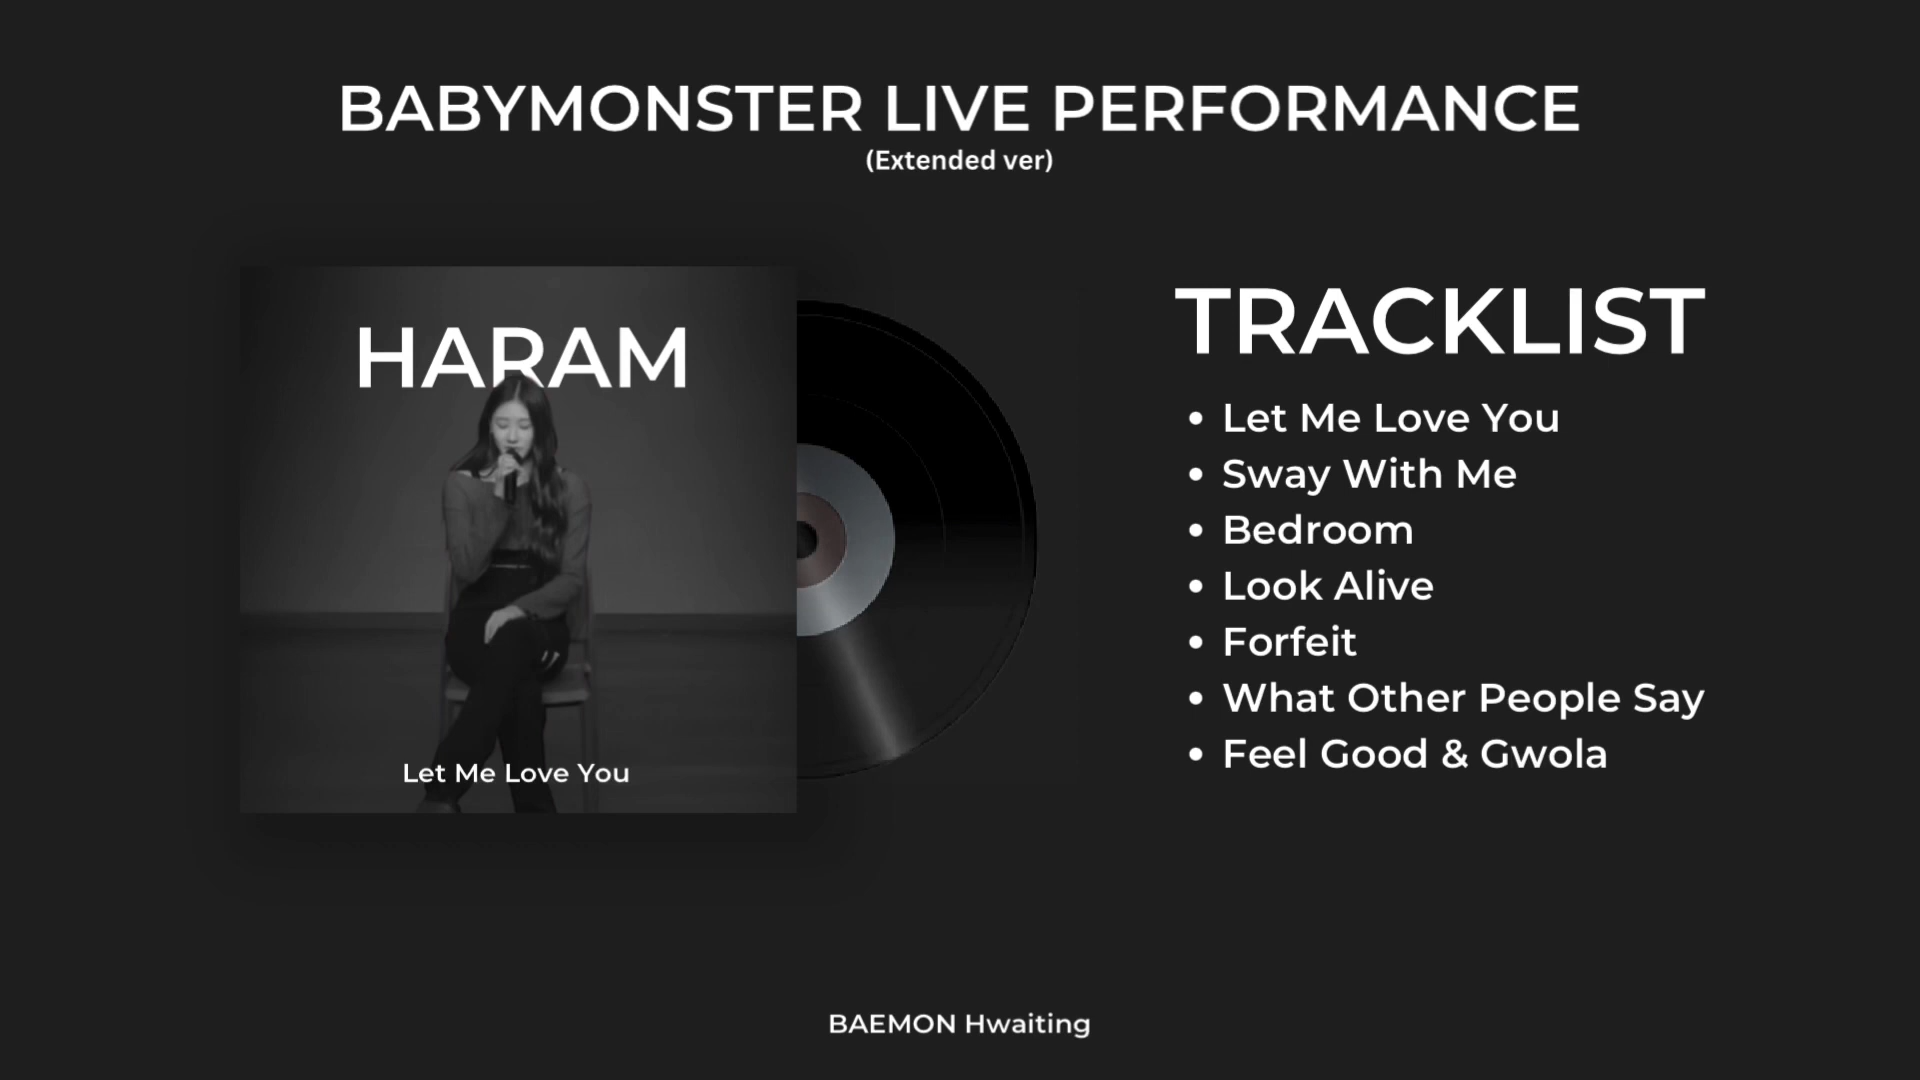 BABYMONSTER LIVE PERFORMANCE
(Extended ver)
HARAM
Let Me Love You
TRACKLIST
• Let Me Love You
• Sway With Me
• Bedroom
• Look Alive
• Forfeit
• What Other People Say
• Feel Good & Gwola
BAEMON Hwaiting